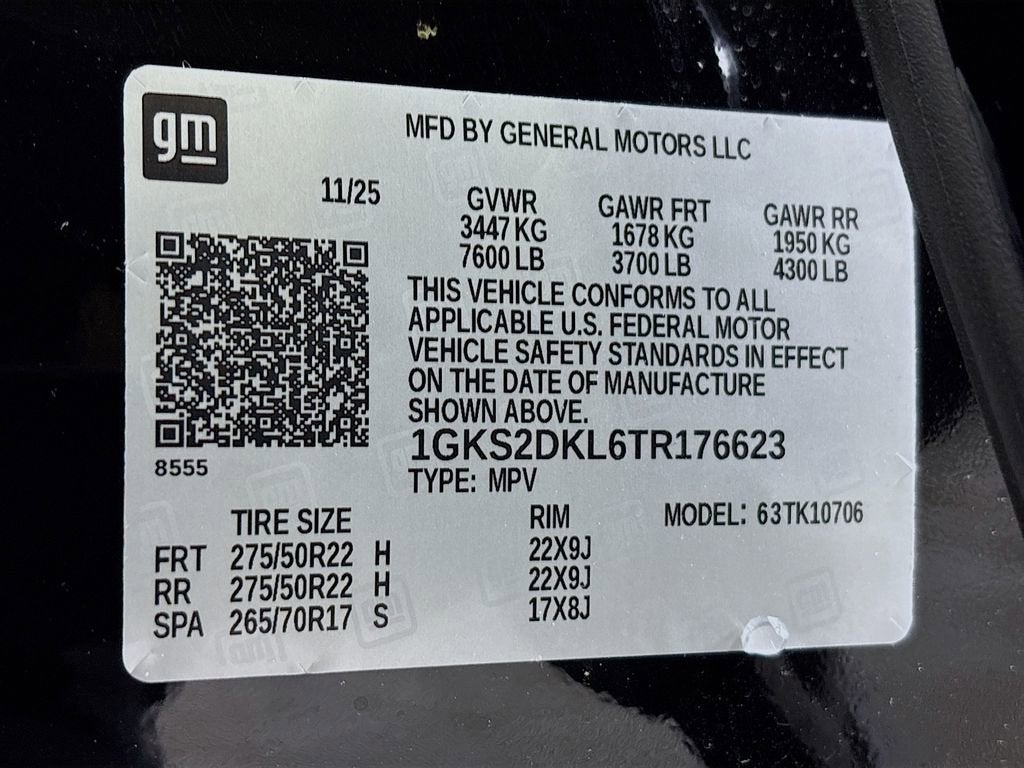 gm
MFD BY GENERAL MOTORS LLC
11/25
GVWR GAWR FRT GAWR RR
3447 KG 1678 KG 1950 KG
7600 LB 3700 LB 4300 LB
THIS VEHICLE CONFORMS TO ALL
APPLICABLE U.S. FEDERAL MOTOR
VEHICLE SAFETY STANDARDS IN EFFECT
ON THE DATE OF MANUFACTURE
SHOWN ABOVE.
1GKS2DKL6TR176623
8555
TYPE: MPV
TIRE SIZE RIM MODEL: 63TK10706
FRT 275/50R22 H 22X9J
RR 275/50R22 H 22X9J
SPA 265/70R17 S 17X8J